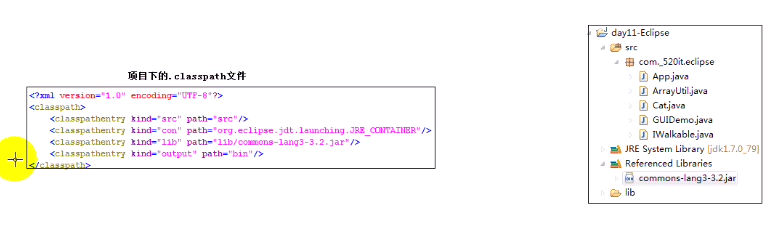 项目下的.classpath文件
<?xml version="1.0" encoding="UTF-8"?>
<classpath>
<classpathentry kind="src" path="src"/>
<classpathentry kind="con" path="org.eclipse.jdt.launching.JRE_CONTAINER"/>
<classpathentry kind="lib" path="lib/commons-lang3-3.2.jar"/>
<classpathentry kind="output" path="bin"/>
</classpath>
day11-Eclipse
src
com._520it.eclipse
App.java
ArrayUtil.java
Cat.java
GUIDemo.java
IWalkable.java
JRE System Library [jdk1.7.0_79]
Referenced Libraries
commons-lang3-3.2.jar
lib